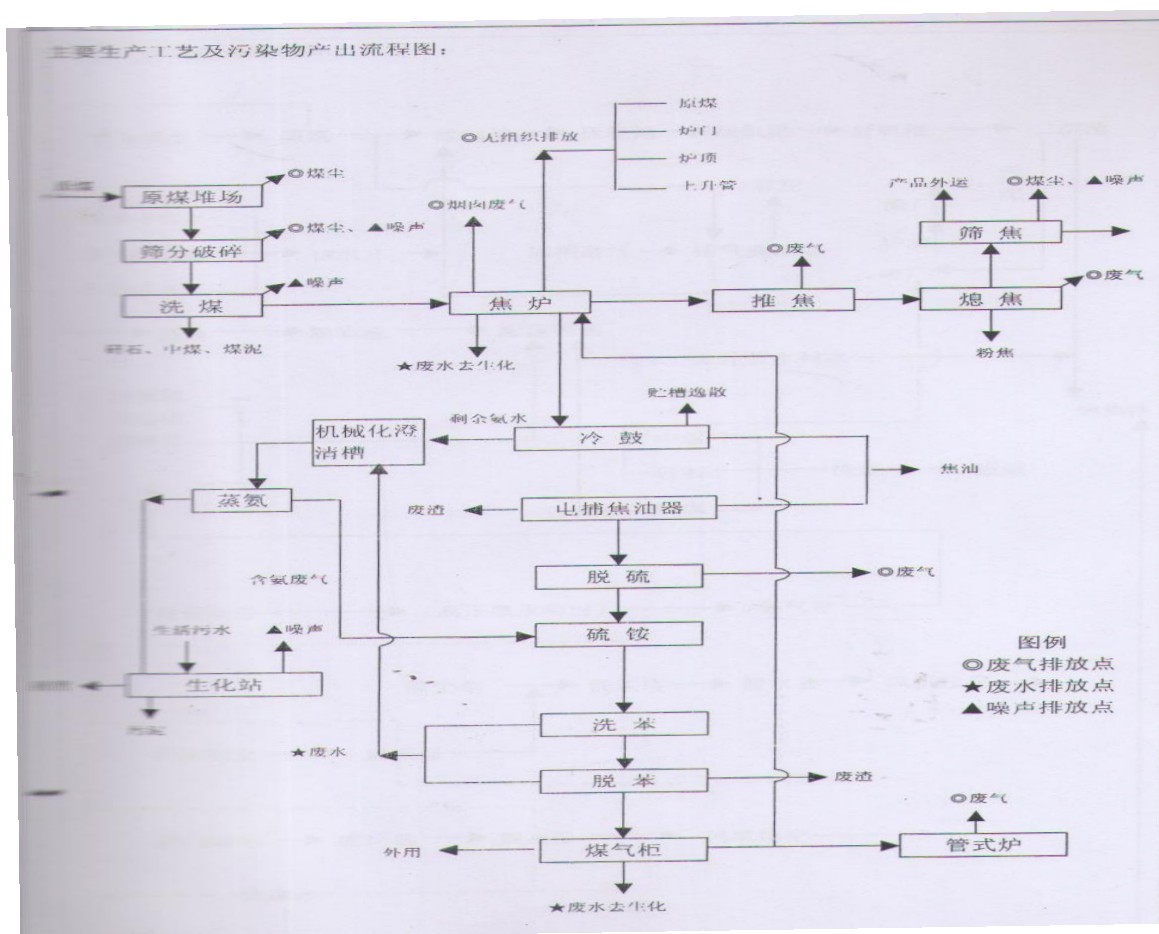 主要生产工艺及污染物产出流程图：
原煤
◎无组织排放
炉门
炉顶
上升管
原煤
◎煤尘
原煤堆场
◎烟囱废气
产品外运
◎煤尘、▲噪声
◎煤尘、▲噪声
筛分破碎
筛焦
◎废气
▲噪声
◎废气
洗煤
焦炉
推焦
熄焦
矸石、中煤、煤泥
★废水去生化
粉焦
贮槽逸散
剩余氨水
机械化澄
清槽
冷鼓
焦油
蒸氨
废渣
电捕焦油器
含氨废气
脱硫
◎废气
生活污水
▲噪声
硫铵
图例
◎废气排放点
★废水排放点
▲噪声排放点
生化站
污泥
洗苯
★废水
脱苯
废渣
◎废气
外用
煤气柜
管式炉
★废水去生化